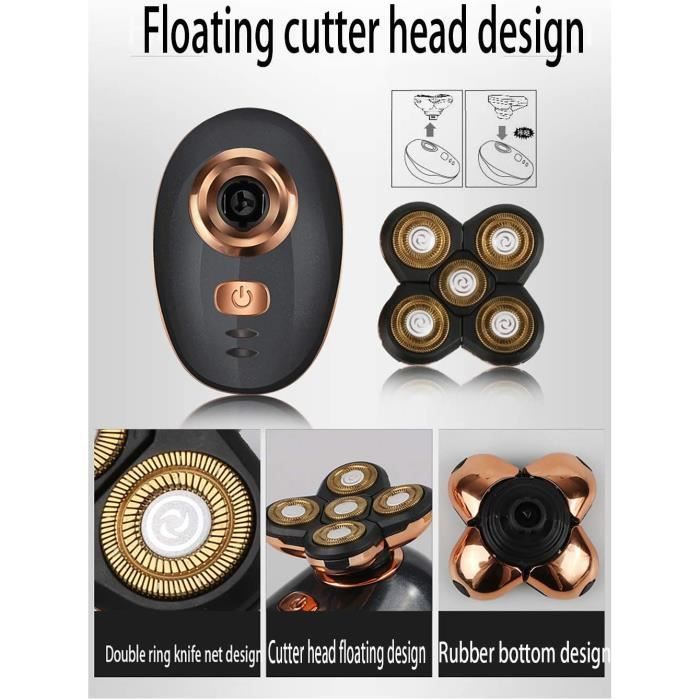 Floating cutter head design
Double ring knife net design
Cutter head floating design
Rubber bottom design